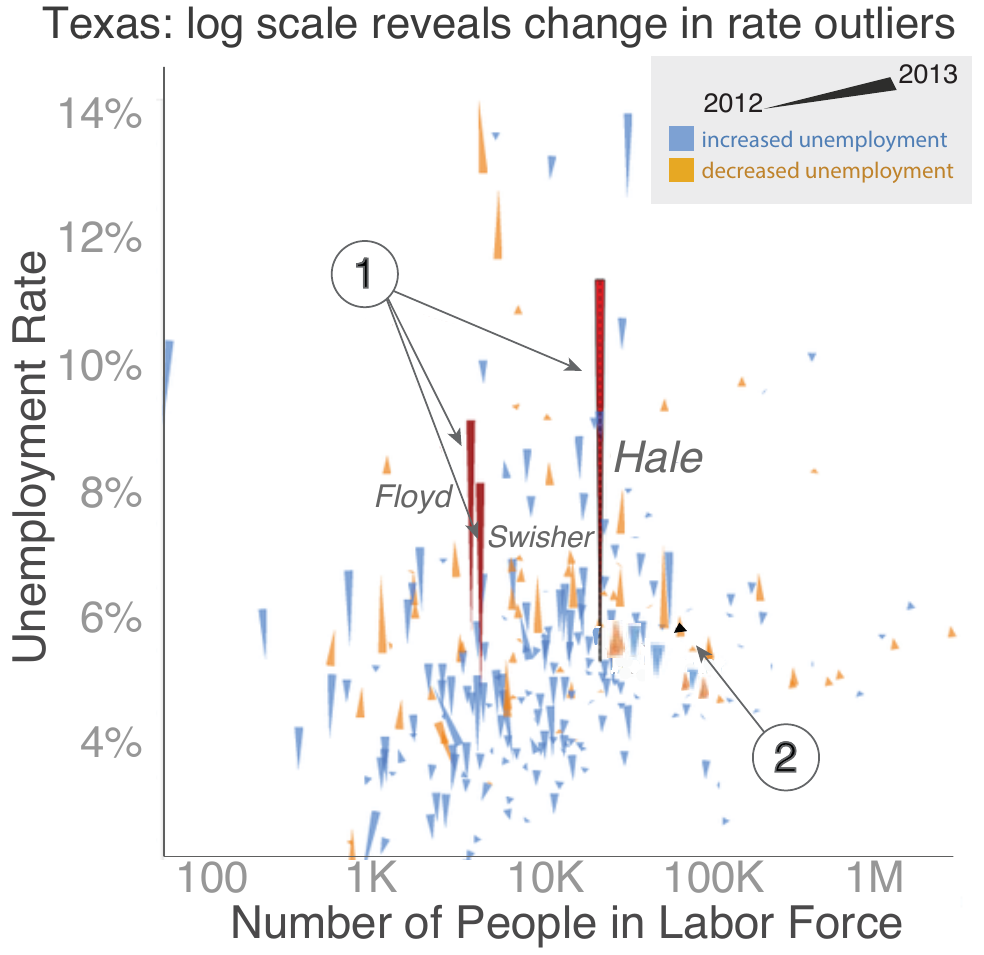 Texas: log scale reveals change in rate outliers
2013
2012
increased unemployment
decreased unemployment
14%
12%
10%
8%
6%
4%
Unemployment Rate
1
Hale
Floyd
Swisher
2
100
1K
10K
100K
1M
Number of People in Labor Force